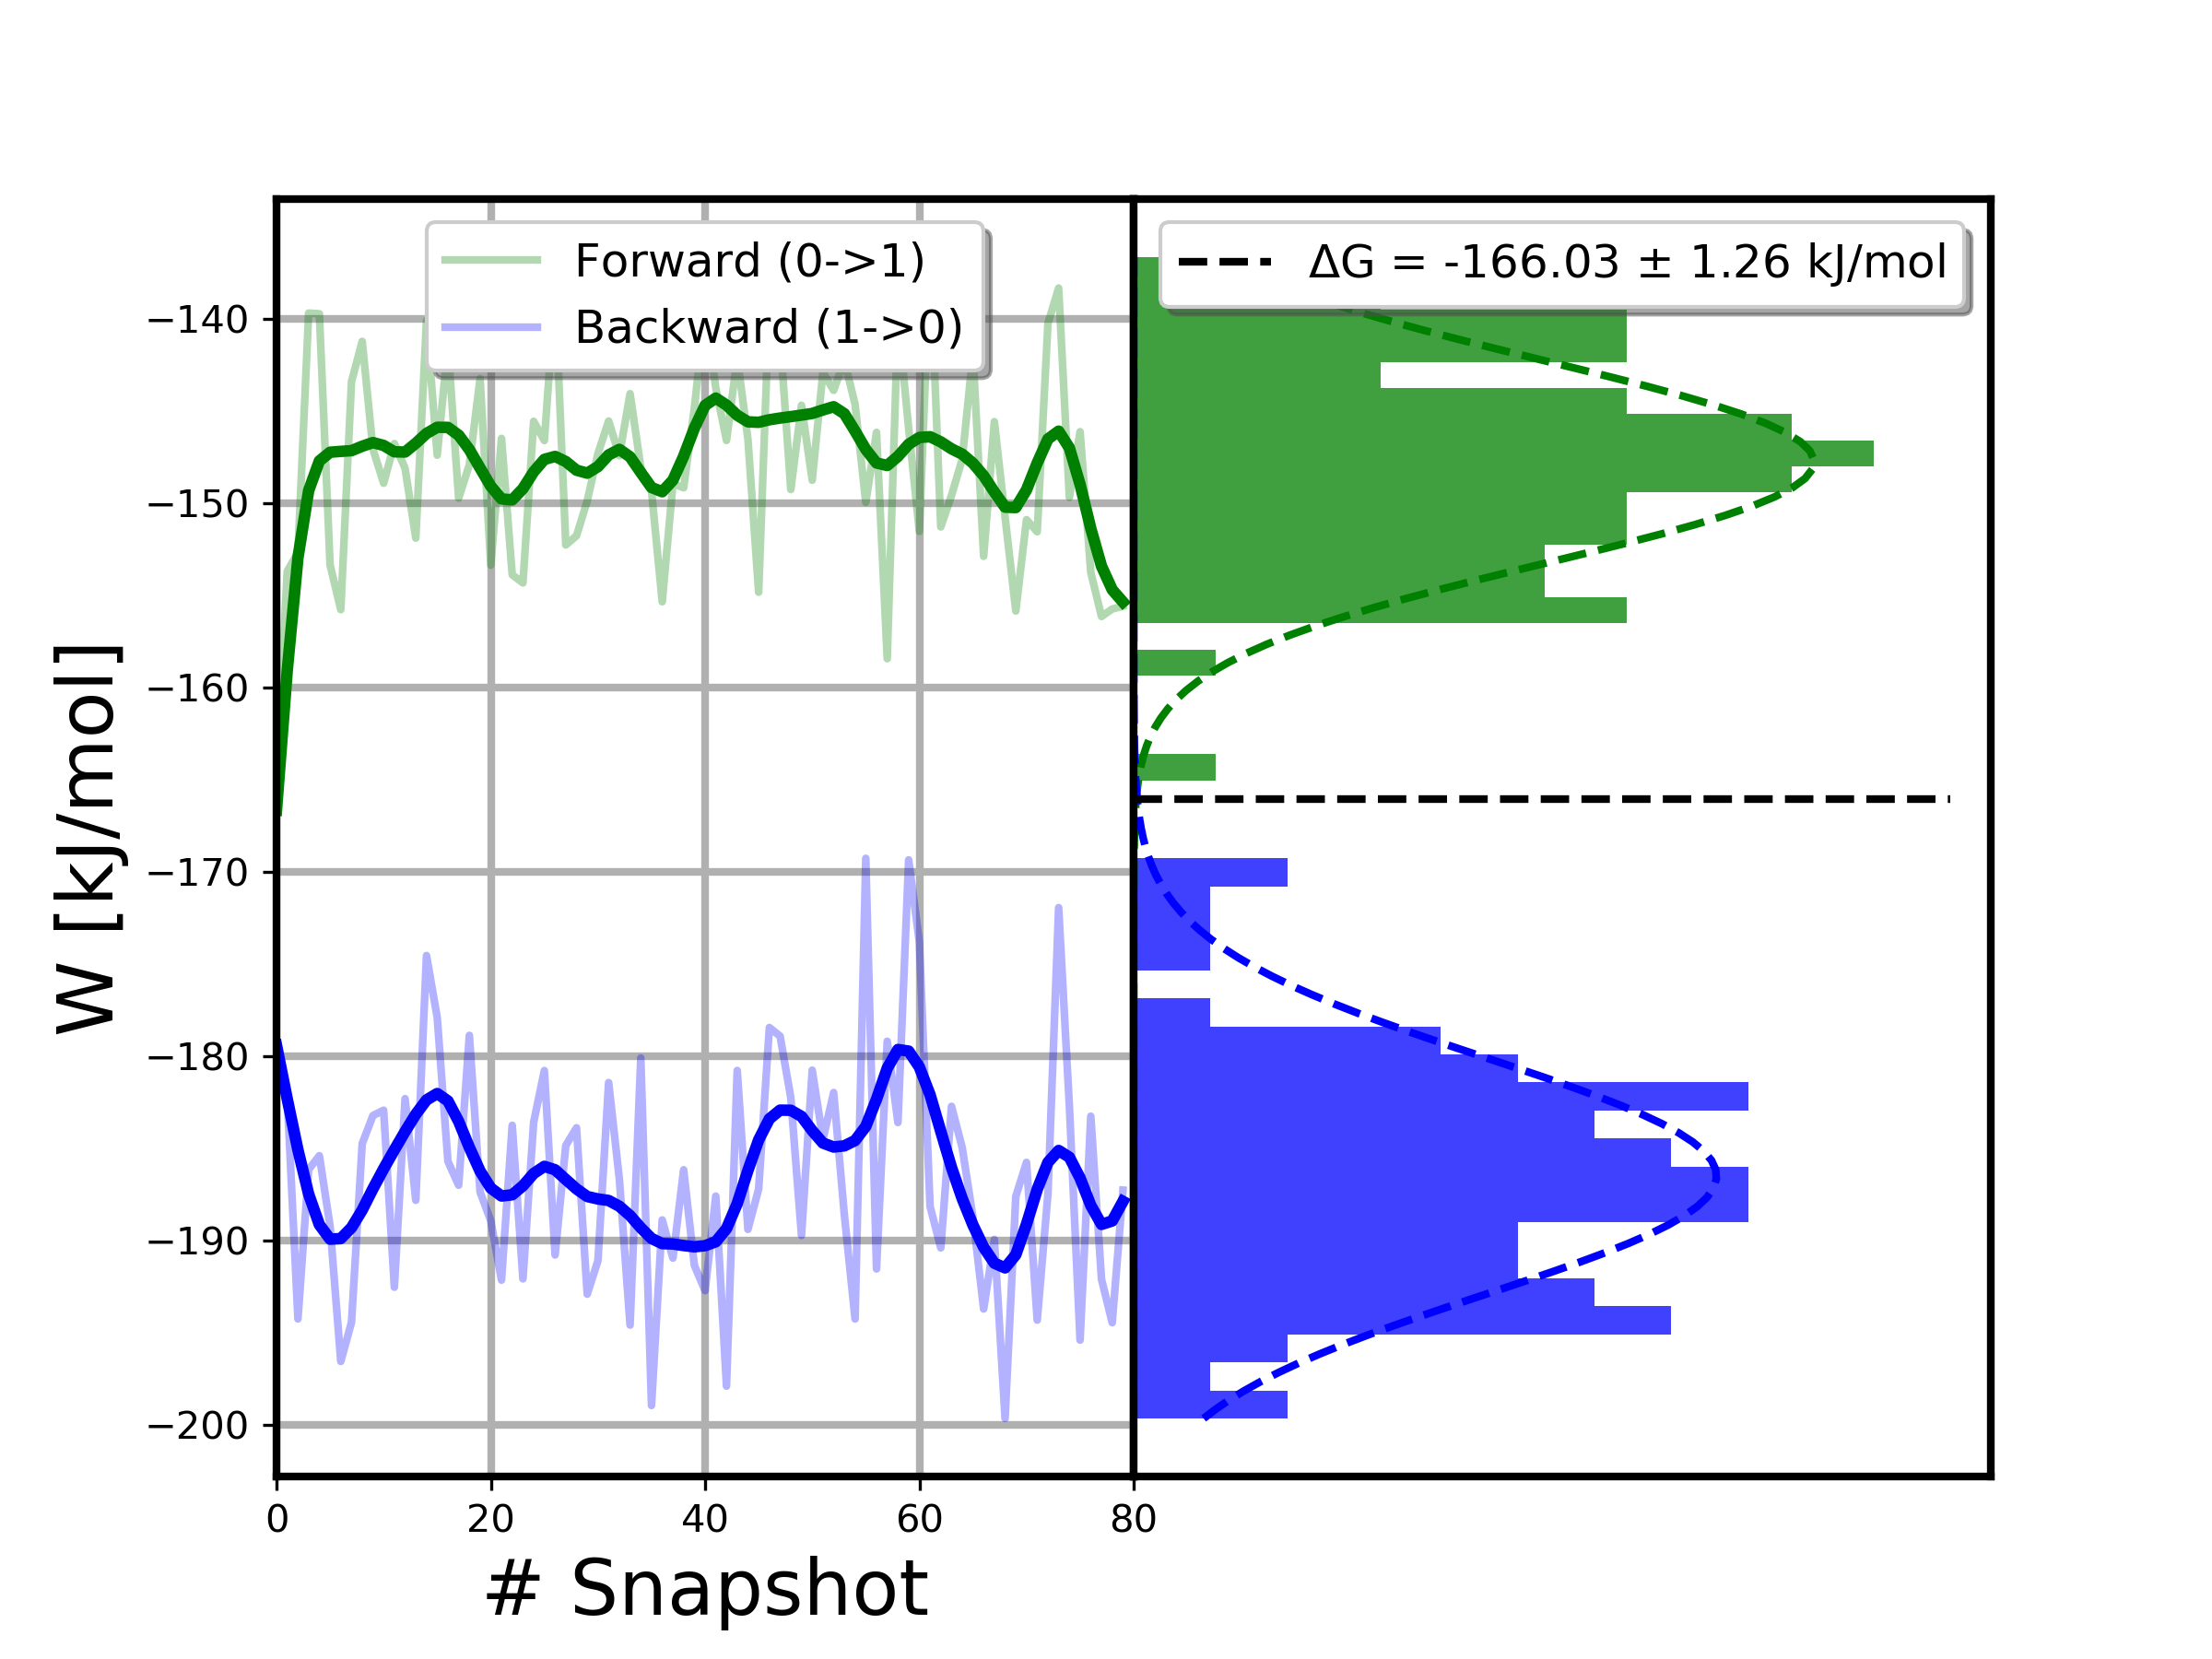 Forward (0->1)
Backward (1->0)
ΔG = -166.03 ± 1.26 kJ/mol
W [kJ/mol]
−140
−150
−160
−170
−180
−190
−200
0 20 40 60 80
# Snapshot